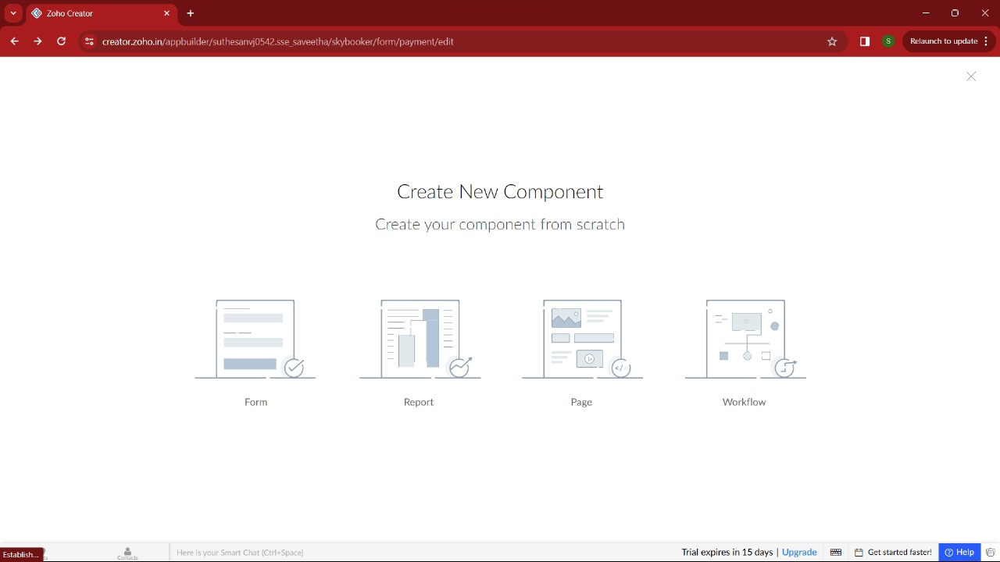 Zoho Creator
creator.zoho.in/appbuilder/suthesanvj0542.sse_saveetha/skybooker/form/payment/edit
S
Relaunch to update
Create New Component
Create your component from scratch
Form
Report
Page
Workflow
Establish...
Contacts
Here is your Smart Chat (Ctrl+Space)
Trial expires in 15 days | Upgrade
Get started faster!
Help